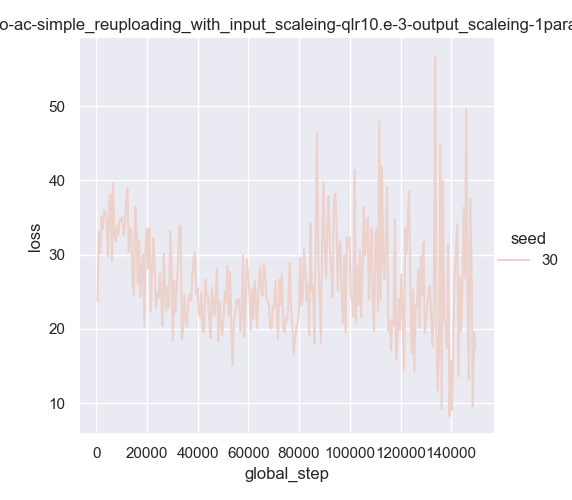 o-ac-simple_reuploading_with_input_scaleing-qlr10.e-3-output_scaleing-1para
50
40
30
20
10
loss
0 20000 40000 60000 80000 100000 120000 140000
global_step
seed
30